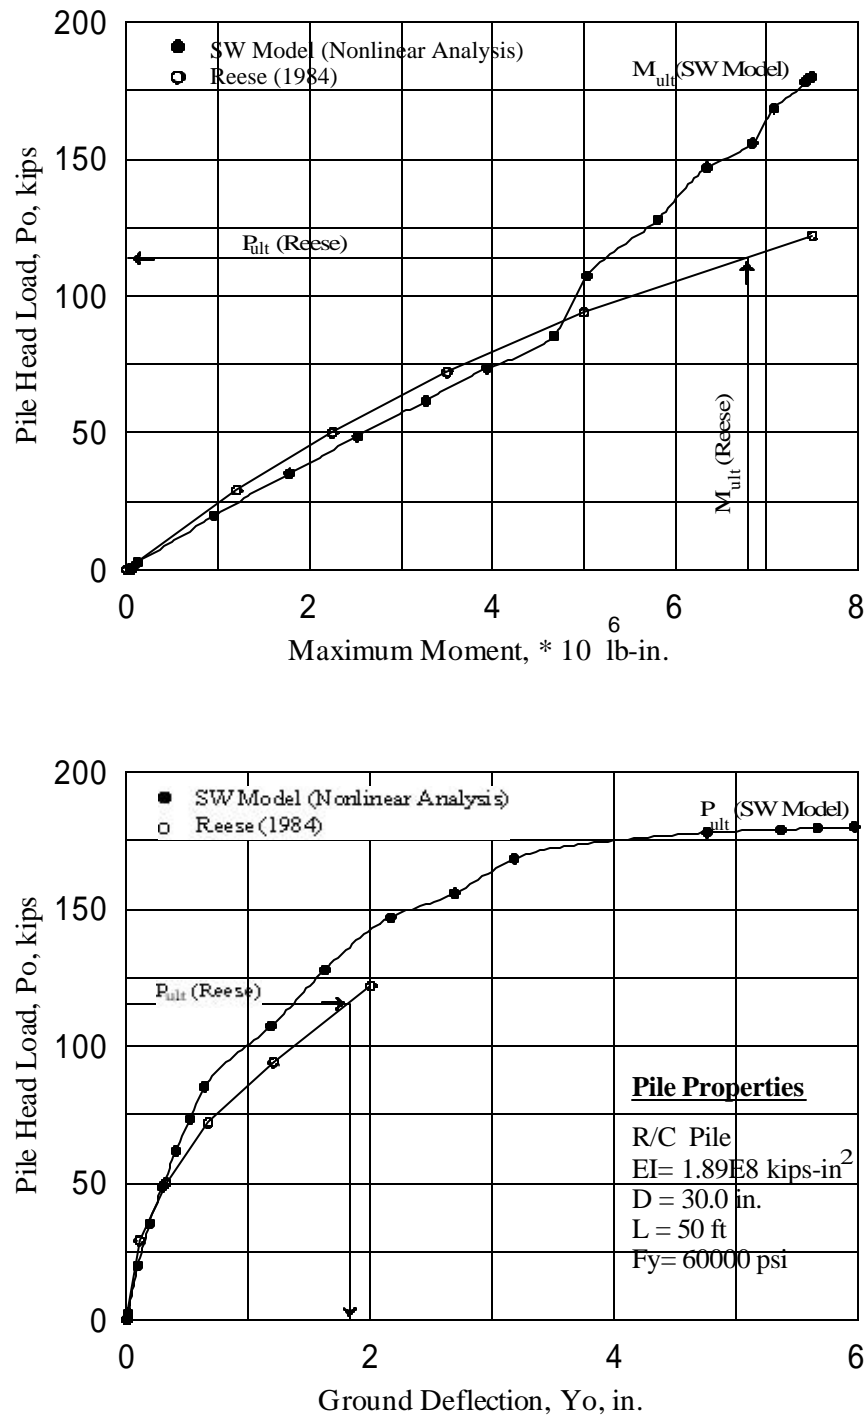 200
SW Model (Nonlinear Analysis)
Reese (1984)
M_ult (SW Model)
150
P_ult (Reese)
100
50
0
M_ult (Reese)
Pile Head Load, Po, kips
0 2 4 6 8
Maximum Moment, * 10^6 lb-in.
200
SW Model (Nonlinear Analysis)
Reese (1984)
P_ult (SW Model)
150
P_ult (Reese)
100
50
0
Pile Head Load, Po, kips
Pile Properties
R/C Pile
EI= 1.89E8 kips-in^2
D = 30.0 in.
L = 50 ft
Fy= 60000 psi
0 2 4 6
Ground Deflection, Yo, in.